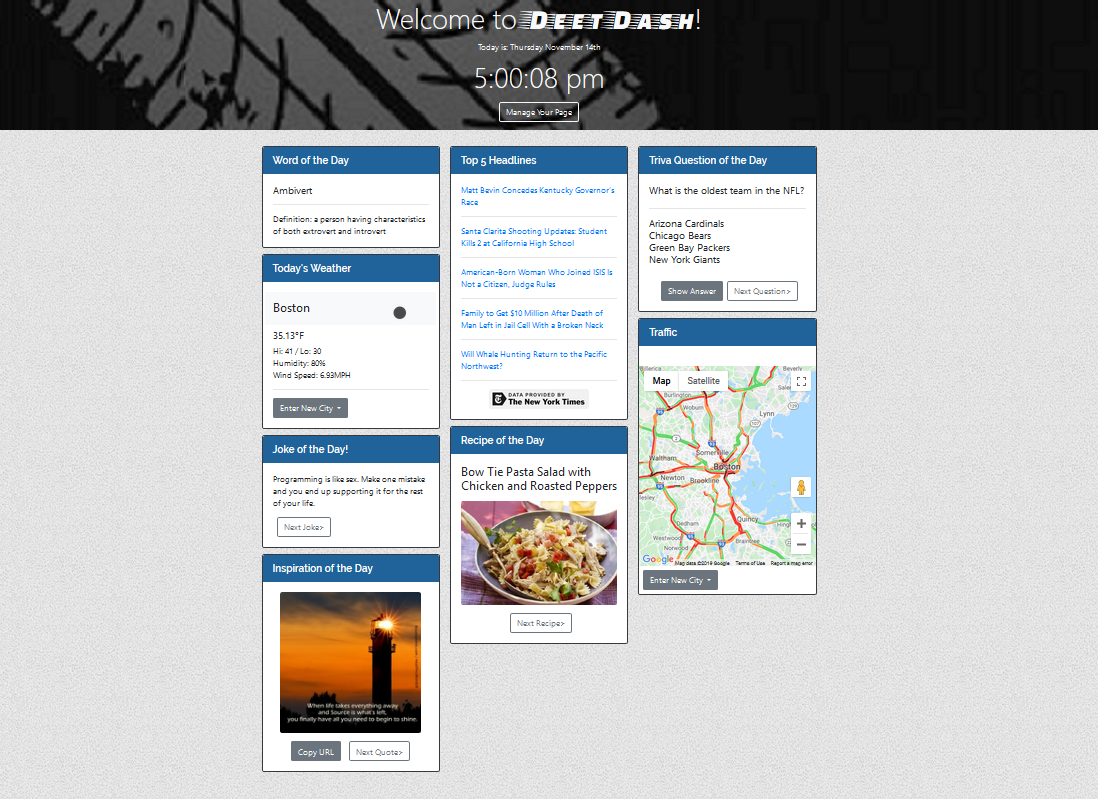 Welcome to DEET DASH!
Today is: Thursday November 14th
5:00:08 pm
Manage Your Page
Word of the Day
Ambivert
Definition: a person having characteristics
of both extrovert and introvert
Today's Weather
Boston
35.13°F
Hi: 41 / Lo: 30
Humidity: 80%
Wind Speed: 6.93MPH
Enter New City
Joke of the Day!
Programming is like sex. Make one mistake
and you end up supporting it for the rest
of your life.
Next Joke>
Inspiration of the Day
When life takes everything away
and Source is what's left,
you finally have all you need to begin to shine.
Copy URL
Next Quote>
Top 5 Headlines
Matt Bevin Concedes Kentucky Governor's
Race
Santa Clarita Shooting Updates: Student
Kills 2 at California High School
American-Born Woman Who Joined ISIS Is
Not a Citizen, Judge Rules
Family to Get $10 Million After Death of
Man Left in Jail Cell With a Broken Neck
Will Whale Hunting Return to the Pacific
Northwest?
DATA PROVIDED BY
The New York Times
Recipe of the Day
Bow Tie Pasta Salad with
Chicken and Roasted Peppers
Next Recipe>
Triva Question of the Day
What is the oldest team in the NFL?
Arizona Cardinals
Chicago Bears
Green Bay Packers
New York Giants
Show Answer
Next Question>
Traffic
Billerica
Beverly
Map
Satellite
Salem
Burlington
Woburn
Lynn
Waltham
Somerville
Boston
Newton
Brookline
Quincy
Dedham
Westwood
Braintree
Norwood
Google
Map data ©2019 Google
Terms of Use
Report a map error
Enter New City